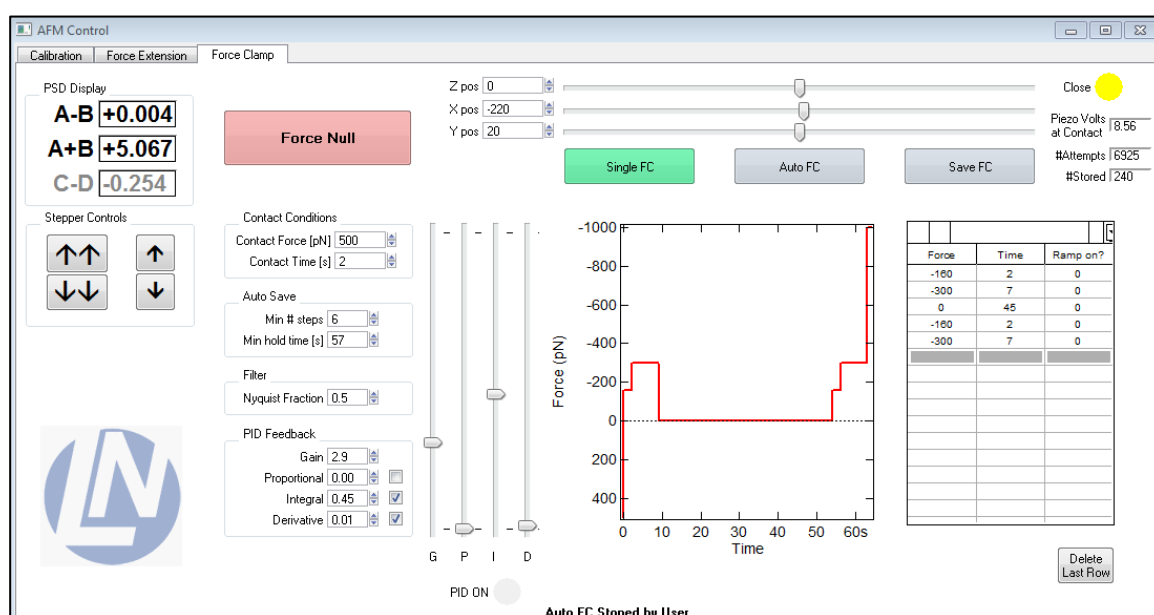 AFM Control
Calibration Force Extension Force Clamp
PSD Display
A-B +0.004
A+B +5.067
C-D -0.254
Force Null
Z pos 0
X pos -220
Y pos 20
Close
Piezo Volts at Contact 8.56
#Attempts 6925
#Stored 240
Single FC Auto FC Save FC
Stepper Controls
Contact Conditions
Contact Force [pN] 500
Contact Time [s] 2
Auto Save
Min # steps 6
Min hold time [s] 57
Filter
Nyquist Fraction 0.5
PID Feedback
Gain 2.9
Proportional 0.00
Integral 0.45
Derivative 0.01
G P I D
PID ON
Force (pN)
-1000
-800
-600
-400
-200
0
200
400
0 10 20 30 40 50 60s
Time
Force Time Ramp on?
-160 2 0
-300 7 0
0 45 0
-160 2 0
-300 7 0
Delete
Last Row
LN
Auto FC Stoped by User